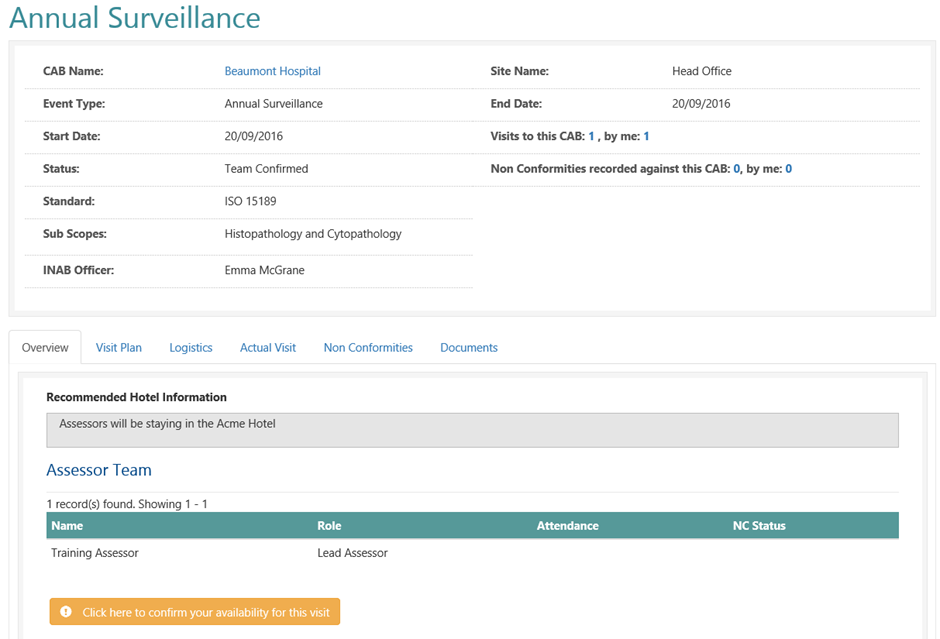 Annual Surveillance
CAB Name: Beaumont Hospital Site Name: Head Office
Event Type: Annual Surveillance End Date: 20/09/2016
Start Date: 20/09/2016 Visits to this CAB: 1 , by me: 1
Status: Team Confirmed Non Conformities recorded against this CAB: 0, by me: 0
Standard: ISO 15189
Sub Scopes: Histopathology and Cytopathology
INAB Officer: Emma McGrane
Overview Visit Plan Logistics Actual Visit Non Conformities Documents
Recommended Hotel Information
Assessors will be staying in the Acme Hotel
Assessor Team
1 record(s) found. Showing 1 - 1
Name Role Attendance NC Status
Training Assessor Lead Assessor
Click here to confirm your availability for this visit